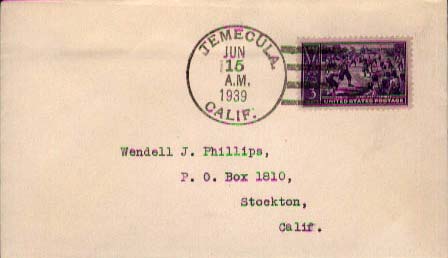 JEMECULA.
JUN
15
A.M.
1939
CALIF.
3¢
UNITED STATES POSTAGE
Wendell J. Phillips,
P. O. Box 1810,
Stockton,
Calif.